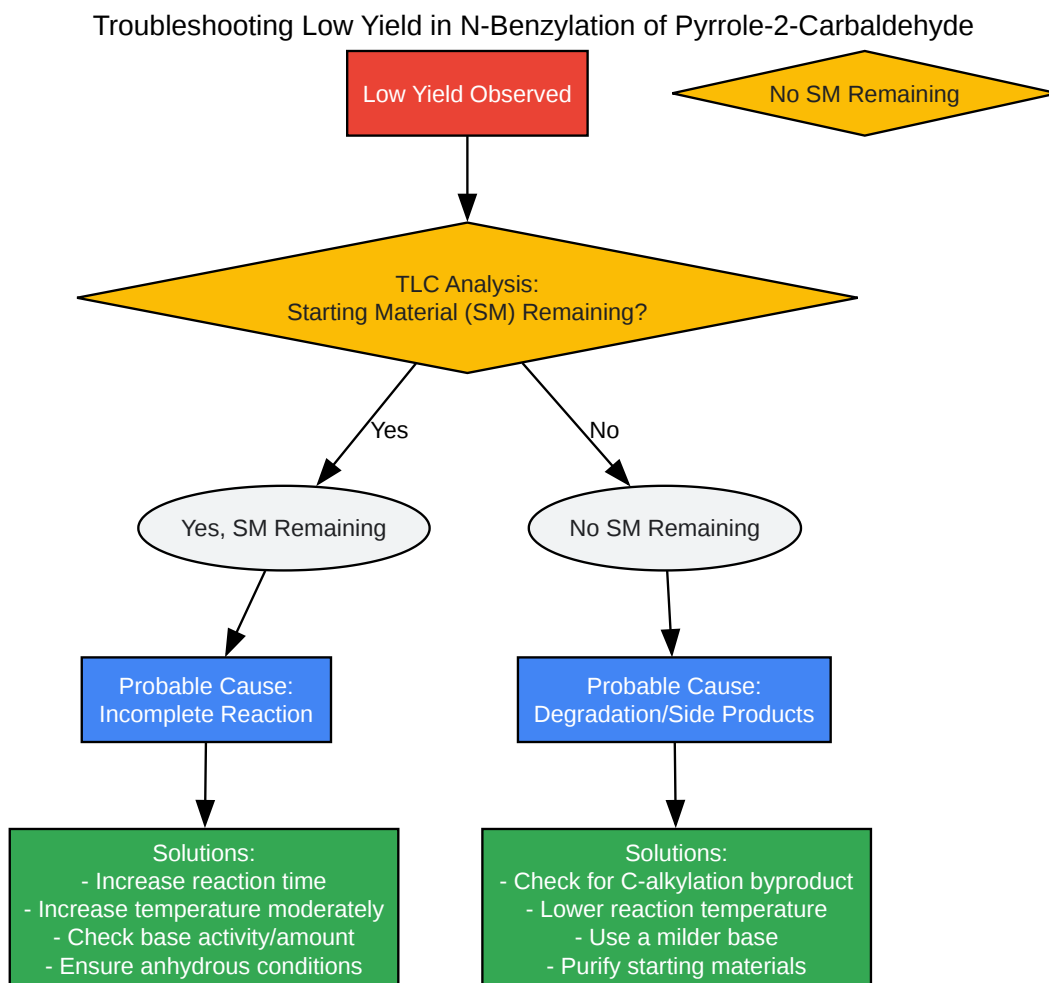 Troubleshooting Low Yield in N-Benzylation of Pyrrole-2-Carbaldehyde
Low Yield Observed
No SM Remaining
TLC Analysis:
Starting Material (SM) Remaining?
Yes
No
Yes, SM Remaining
No SM Remaining
Probable Cause:
Incomplete Reaction
Probable Cause:
Degradation/Side Products
Solutions:
- Increase reaction time
- Increase temperature moderately
- Check base activity/amount
- Ensure anhydrous conditions
Solutions:
- Check for C-alkylation byproduct
- Lower reaction temperature
- Use a milder base
- Purify starting materials